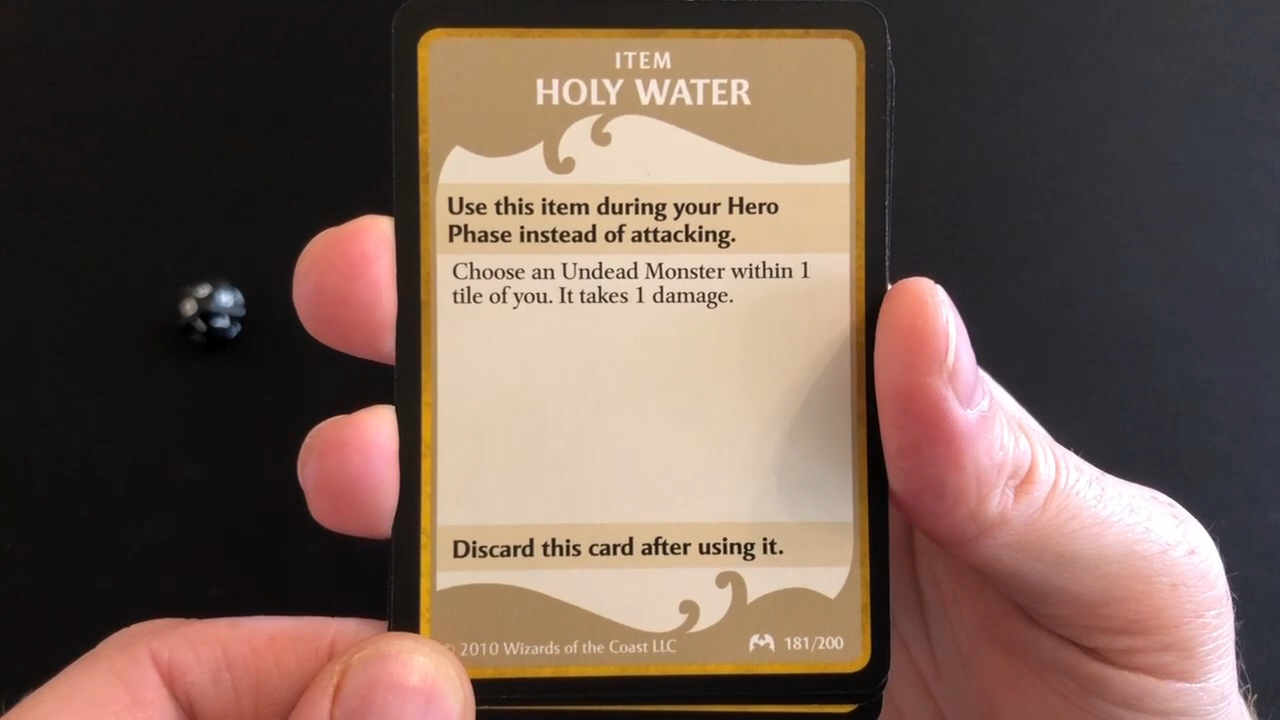 ITEM
HOLY WATER
Use this item during your Hero
Phase instead of attacking.
Choose an Undead Monster within 1
tile of you. It takes 1 damage.
Discard this card after using it.
© 2010 Wizards of the Coast LLC 181/200